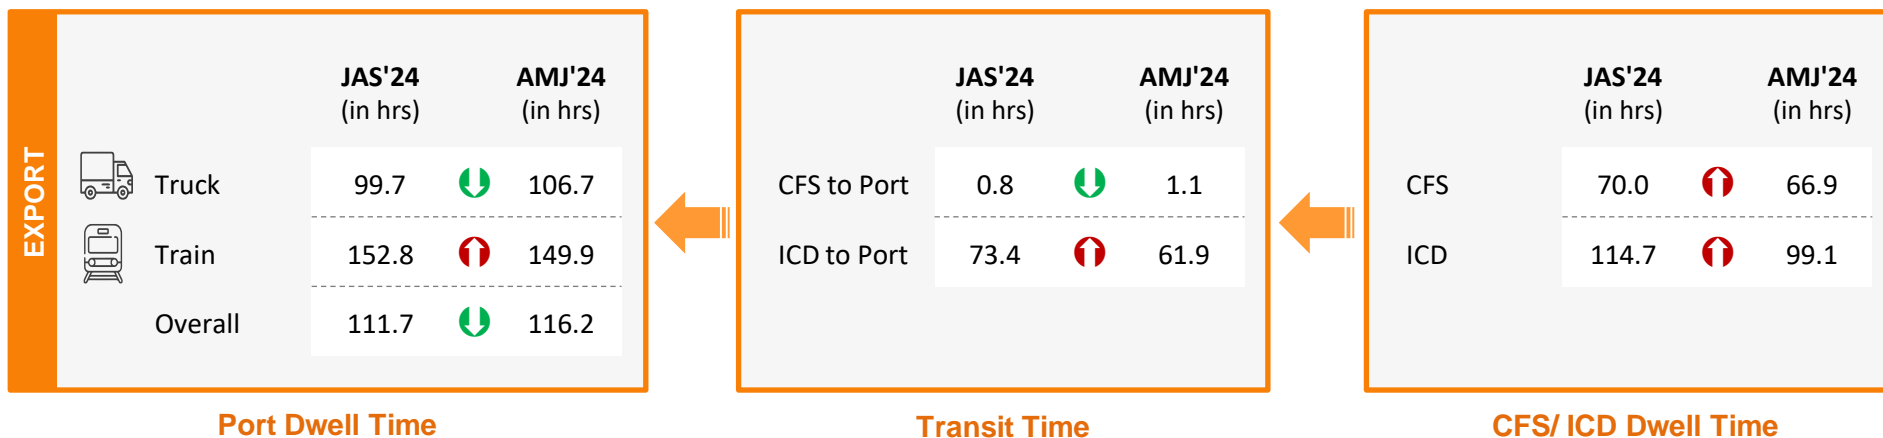 EXPORT
JAS'24 AMJ'24
(in hrs) (in hrs)
Truck 99.7 106.7
Train 152.8 149.9
Overall 111.7 116.2
Port Dwell Time
JAS'24 AMJ'24
(in hrs) (in hrs)
CFS to Port 0.8 1.1
ICD to Port 73.4 61.9
Transit Time
JAS'24 AMJ'24
(in hrs) (in hrs)
CFS 70.0 66.9
ICD 114.7 99.1
CFS/ ICD Dwell Time